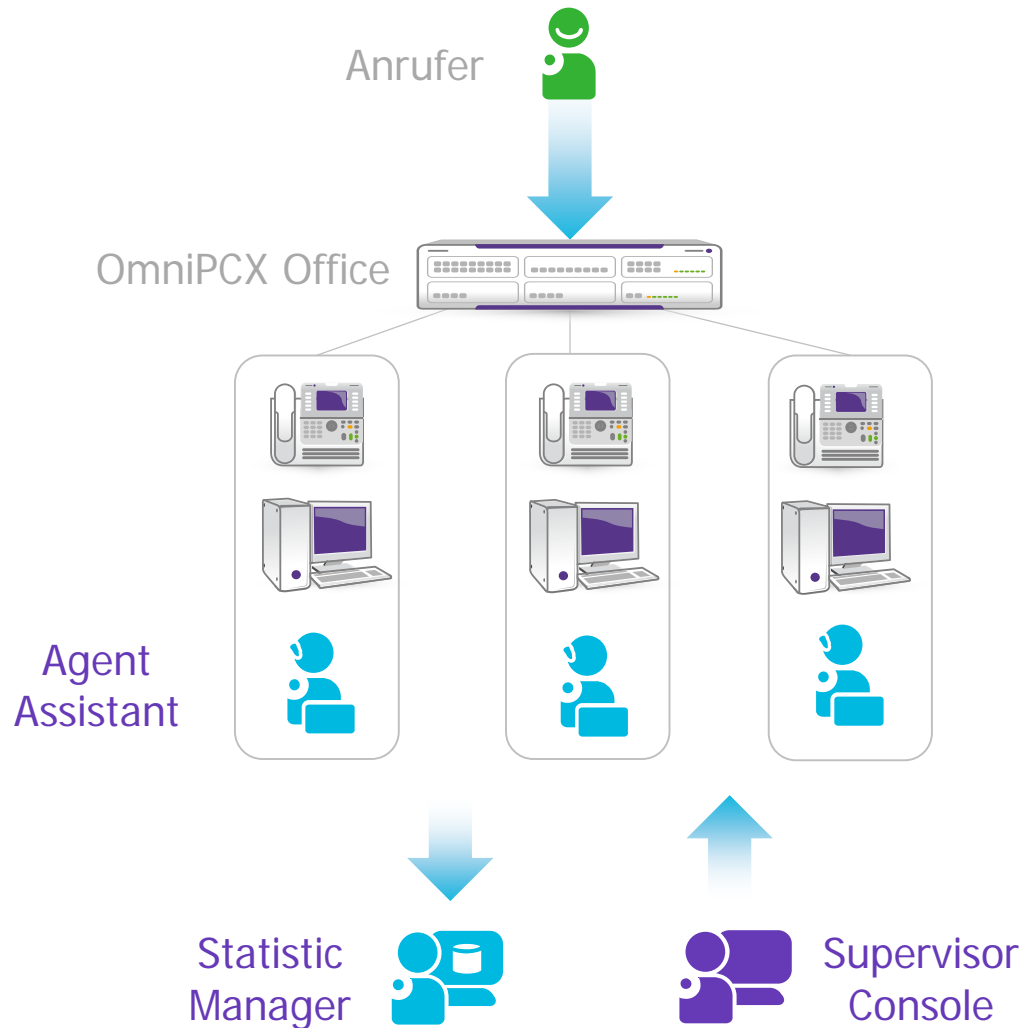 Anrufer
OmniPCX Office
Agent
Assistant
Statistic
Manager
Supervisor
Console